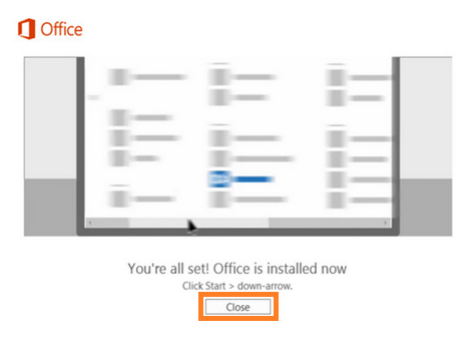 Office
You're all set! Office is installed now
Click Start > down-arrow.
Close